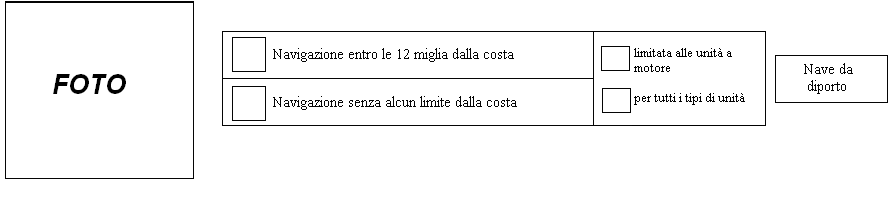 FOTO
Navigazione entro le 12 miglia dalla costa
Navigazione senza alcun limite dalla costa
limitata alle unità a
motore
per tutti i tipi di unità
Nave da
diporto